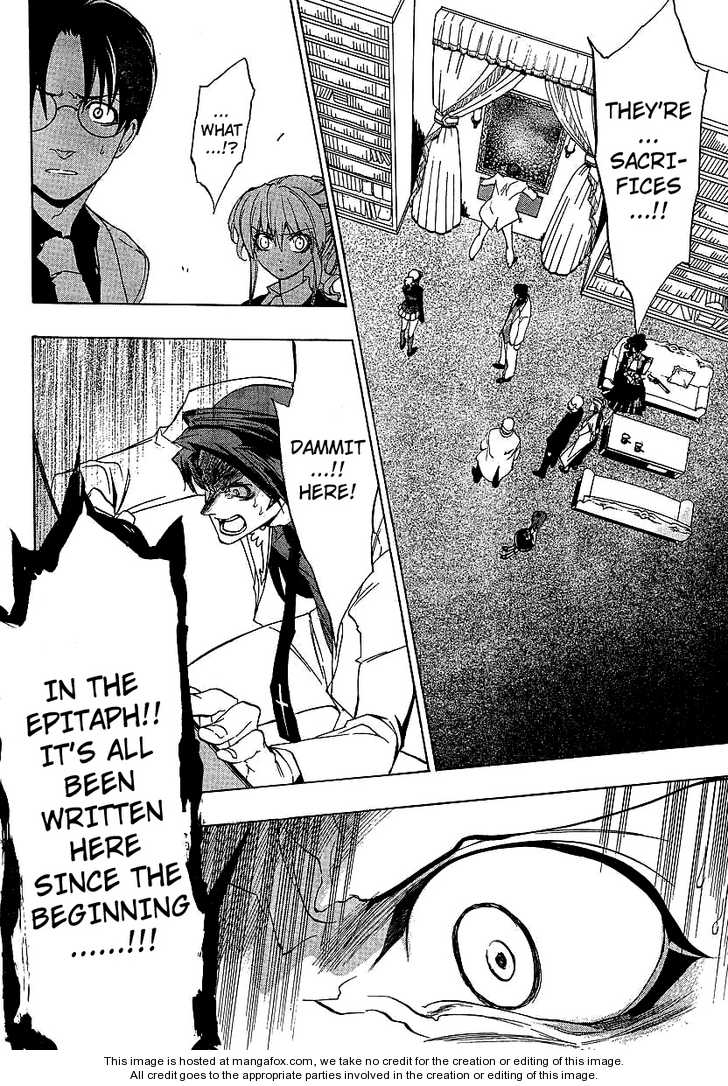 THEY'RE
...
SACRI-
FICES
...!!
...
WHAT
...!?
DAMMIT
...!!
HERE!
IN THE
EPITAPH!!
IT'S ALL
BEEN
WRITTEN
HERE
SINCE THE
BEGINNING
......!!!
This image is hosted at mangafox.com, we take no credit for the creation or editing of this image.
All credit goes to the appropriate parties involved in the creation or editing of this image.